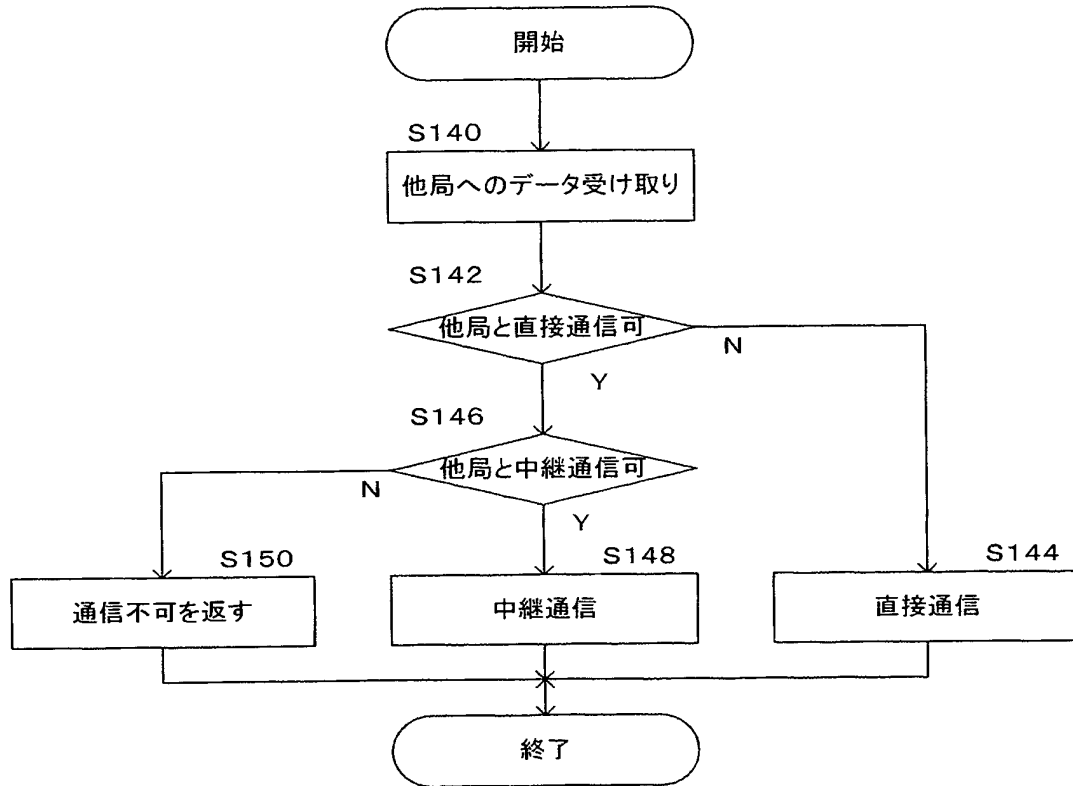 開始
S140
他局へのデータ受け取り
S142
他局と直接通信可
N
Y
S146
他局と中継通信可
N
Y
S150
通信不可を返す
S148
中継通信
S144
直接通信
終了